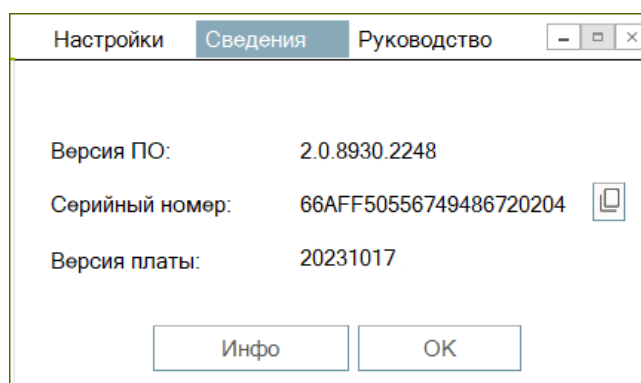 Настройки Сведения Руководство
Версия ПО: 2.0.8930.2248
Серийный номер: 66AFF50556749486720204
Версия платы: 20231017
Инфо OK